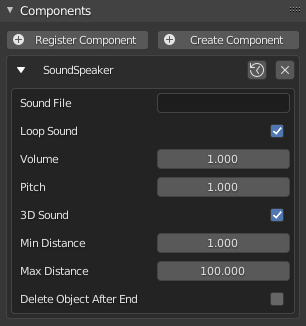 Components
Register Component Create Component
SoundSpeaker
Sound File
Loop Sound
Volume 1.000
Pitch 1.000
3D Sound
Min Distance 1.000
Max Distance 100.000
Delete Object After End